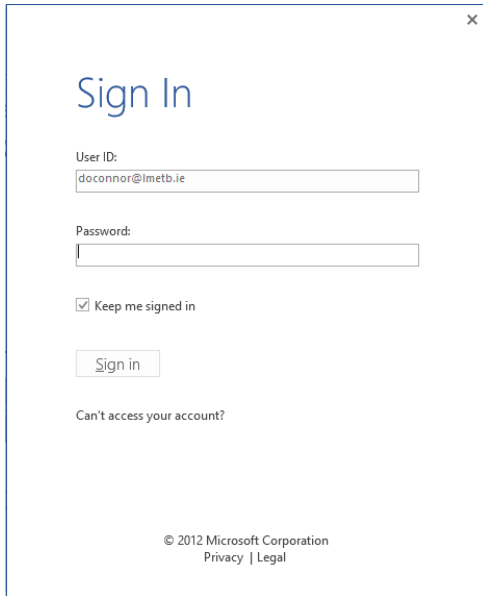 Sign In
User ID:
doconnor@lmetb.ie
Password:
Keep me signed in
Sign in
Can't access your account?
© 2012 Microsoft Corporation
Privacy | Legal